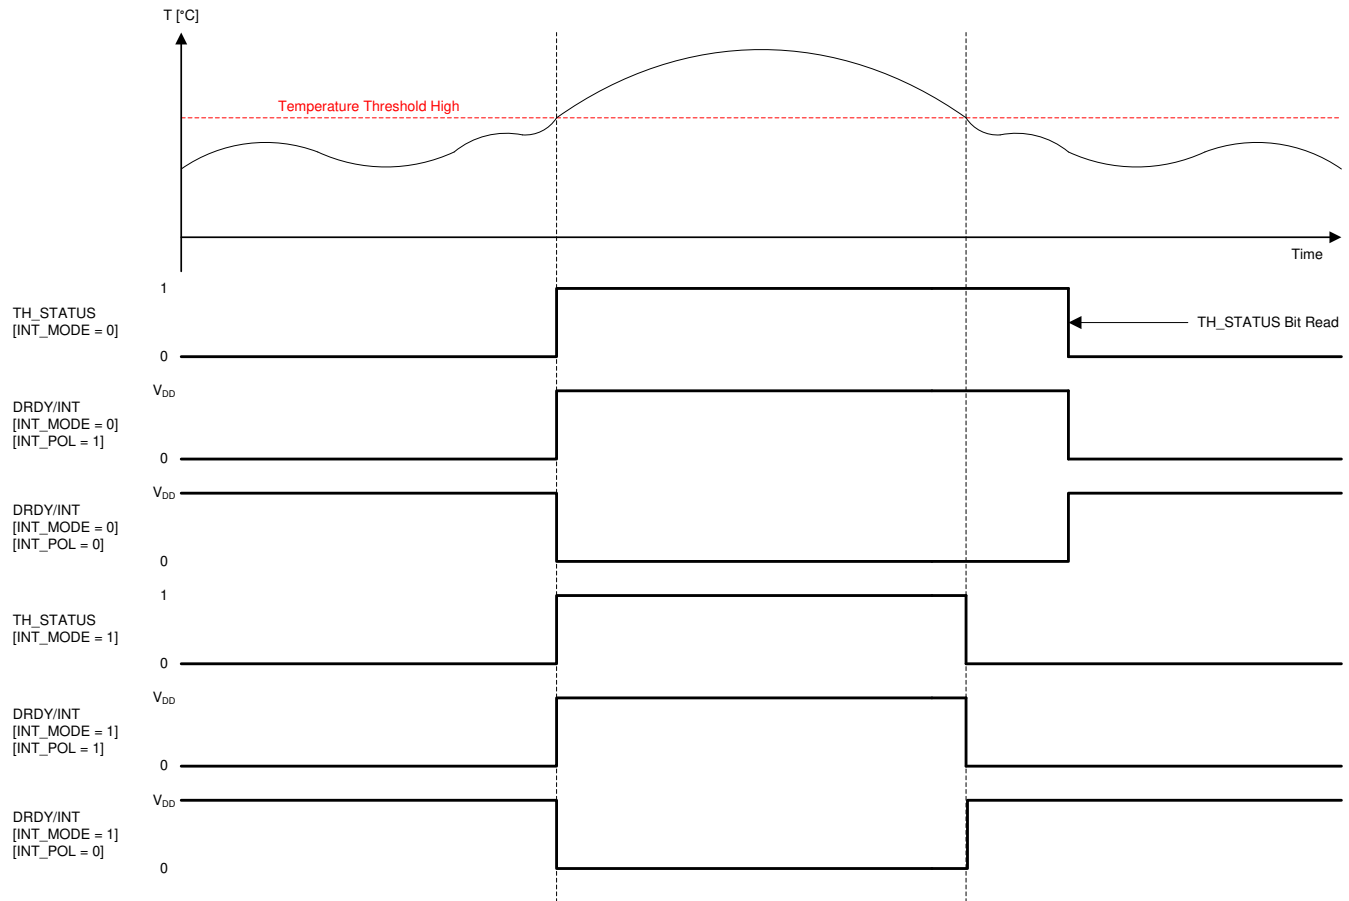 T [°C]
Temperature Threshold High
Time
1
TH_STATUS
[INT_MODE = 0]
TH_STATUS Bit Read
0
VDD
DRDY/INT
[INT_MODE = 0]
[INT_POL = 1]
0
VDD
DRDY/INT
[INT_MODE = 0]
[INT_POL = 0]
0
1
TH_STATUS
[INT_MODE = 1]
0
VDD
DRDY/INT
[INT_MODE = 1]
[INT_POL = 1]
0
VDD
DRDY/INT
[INT_MODE = 1]
[INT_POL = 0]
0